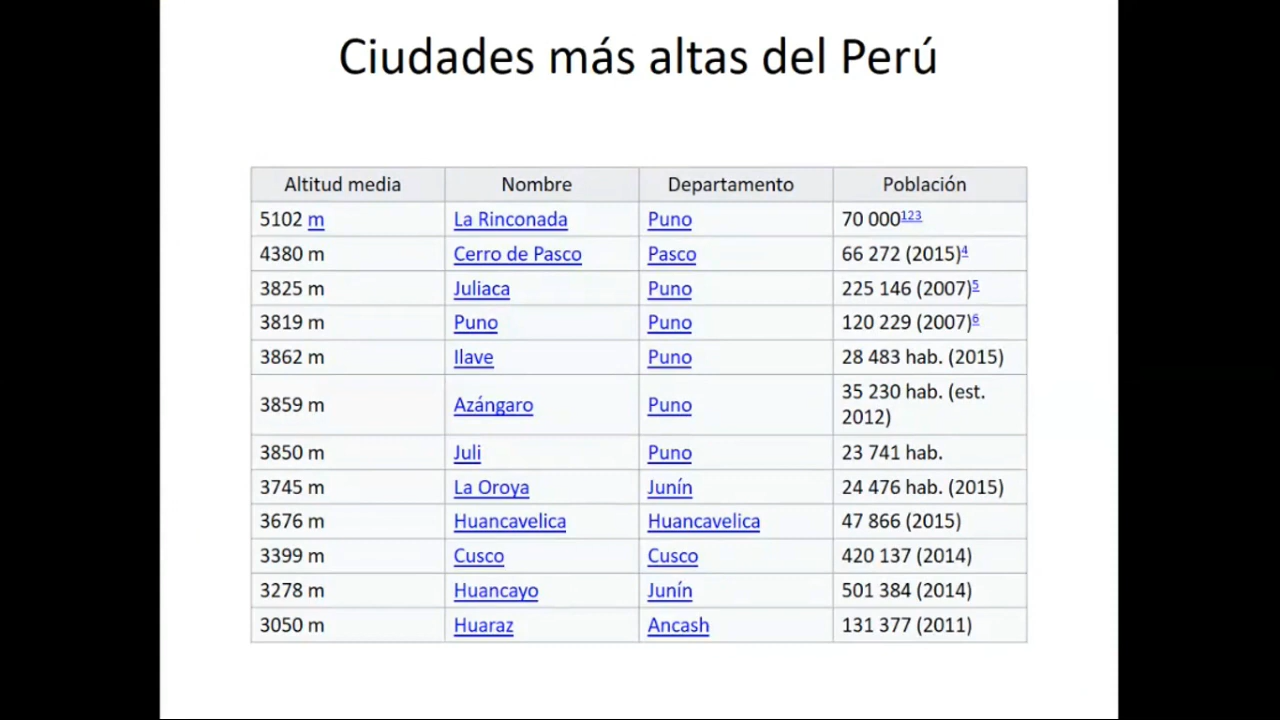 Ciudades más altas del Perú
Altitud media Nombre Departamento Población
5102 m La Rinconada Puno 70 000123
4380 m Cerro de Pasco Pasco 66 272 (2015)4
3825 m Juliaca Puno 225 146 (2007)5
3819 m Puno Puno 120 229 (2007)6
3862 m Ilave Puno 28 483 hab. (2015)
3859 m Azángaro Puno 35 230 hab. (est.
2012)
3850 m Juli Puno 23 741 hab.
3745 m La Oroya Junín 24 476 hab. (2015)
3676 m Huancavelica Huancavelica 47 866 (2015)
3399 m Cusco Cusco 420 137 (2014)
3278 m Huancayo Junín 501 384 (2014)
3050 m Huaraz Ancash 131 377 (2011)